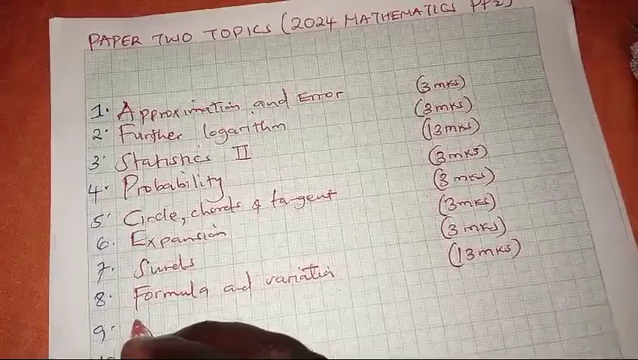 PAPER TWO TOPICS (2024 MATHEMATICS PP2)
1. Approximation and Error (3mks)
2. Further logarithm (3mks)
3. Statistics II (13mks)
4. Probability (3mks)
5. Circle, chords & tangent (3mks)
6. Expansion (3mks)
7. Surds (3mks)
8. Formula and variation (13mks)
9.